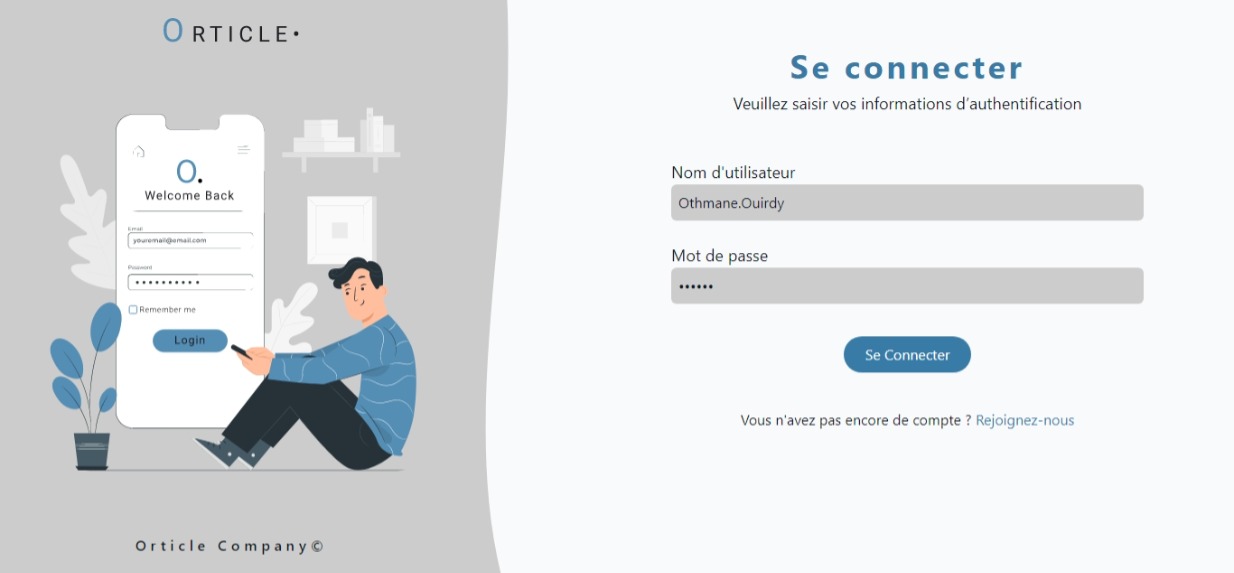 ORTICLE•
O.
Welcome Back
Email
youremail@email.com
Password
••••••••••
Remember me
Login
Orticle Company©
Se connecter
Veuillez saisir vos informations d'authentification
Nom d'utilisateur
Othmane.Ouirdy
Mot de passe
••••••
Se Connecter
Vous n'avez pas encore de compte ? Rejoignez-nous